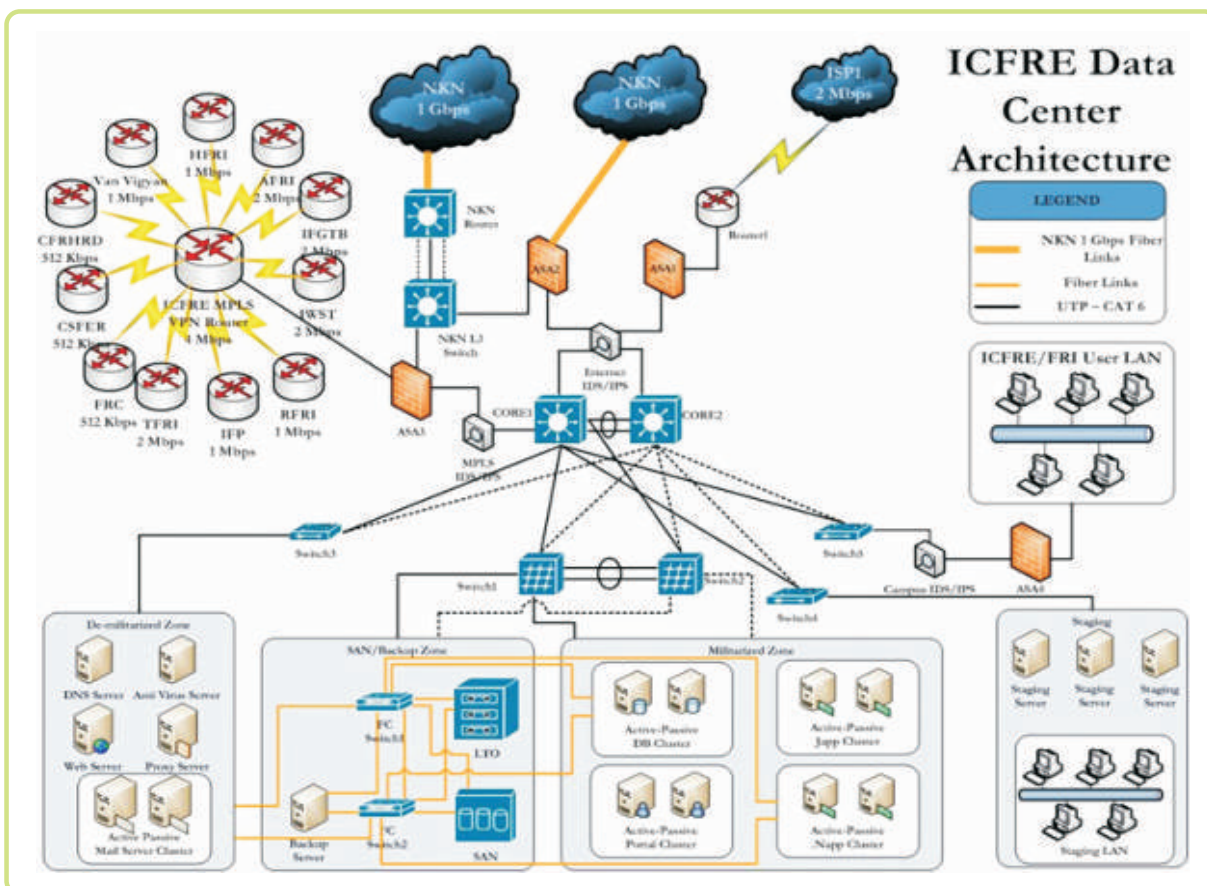 ICFRE Data
Center
Architecture
NKN
1 Gbps
NKN
1 Gbps
ISP1
2 Mbps
LEGEND
NKN 1 Gbps Fiber
Links
Fiber Links
UTP – CAT 6
HFRI
1 Mbps
Van Vigyan
1 Mbps
AFRI
2 Mbps
CFRHRD
512 Kbps
IFGTB
2 Mbps
CSFER
512 Kbps
ICFRE MPLS
VPN Router
4 Mbps
IWST
2 Mbps
FRC
512 Kbps
TFRI
2 Mbps
IFP
1 Mbps
RFRI
1 Mbps
NKN
Router
NKN L3
Switch
ASA2
ASA1
Router1
ASA3
Internet
IDS/IPS
MPLS
IDS/IPS
CORE1
CORE2
ICFRE/FRI User LAN
Switch3
Switch1
Switch2
Switch5
Switch4
Campus IDS/IPS
ASA4
De-militarized Zone
DNS Server
Anti Virus Server
Web Server
Proxy Server
Active Passive
Mail Server Cluster
SAN/Backup Zone
FC
Switch1
LTO
Backup
Server
FC
Switch2
SAN
Militarized Zone
Active-Passive
DB Cluster
Active-Passive
Japp Cluster
Active-Passive
Portal Cluster
Active-Passive
.Napp Cluster
Staging
Staging
Server
Staging
Server
Staging
Server
Staging LAN